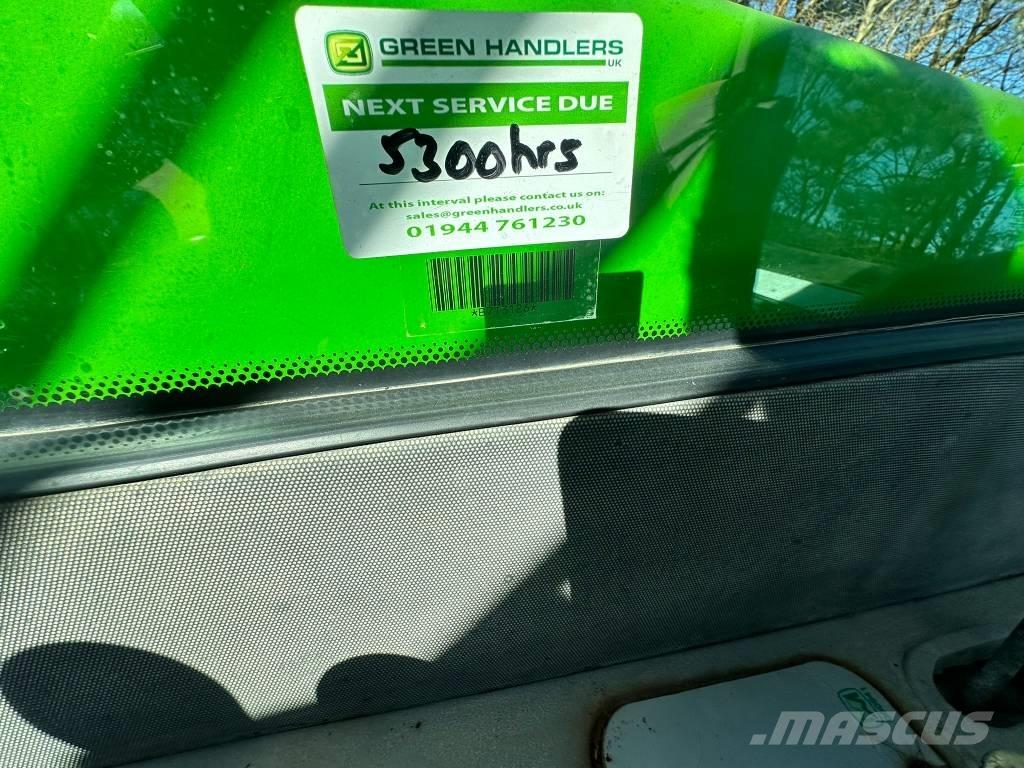 GREEN HANDLERS
UK
NEXT SERVICE DUE
5300hrs
At this interval please contact us on:
sales@greenhandlers.co.uk
01944 761230
MASCUS